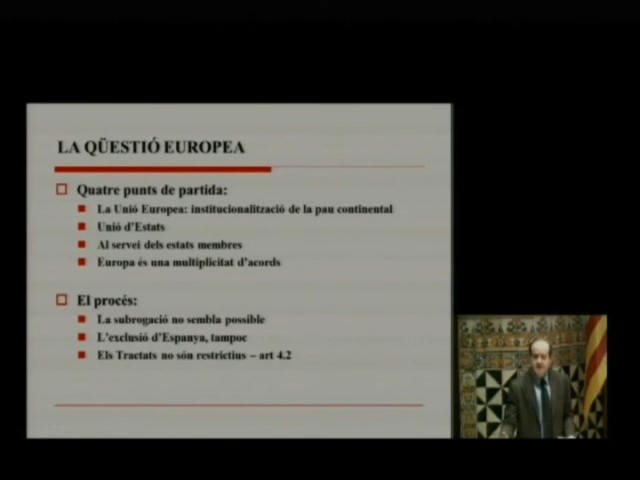 LA QÜESTIÓ EUROPEA
Quatre punts de partida:
La Unió Europea: institucionalització de la pau continental
Unió d'Estats
Al servei dels estats membres
Europa és una multiplicitat d'acords
El procés:
La subrogació no sembla possible
L'exclusió d'Espanya, tampoc
Els Tractats no són restrictius – art 4.2